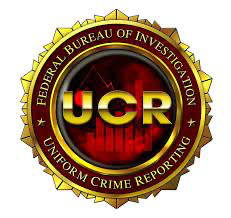 FEDERAL BUREAU OF INVESTIGATION
UCR
UNIFORM CRIME REPORTING